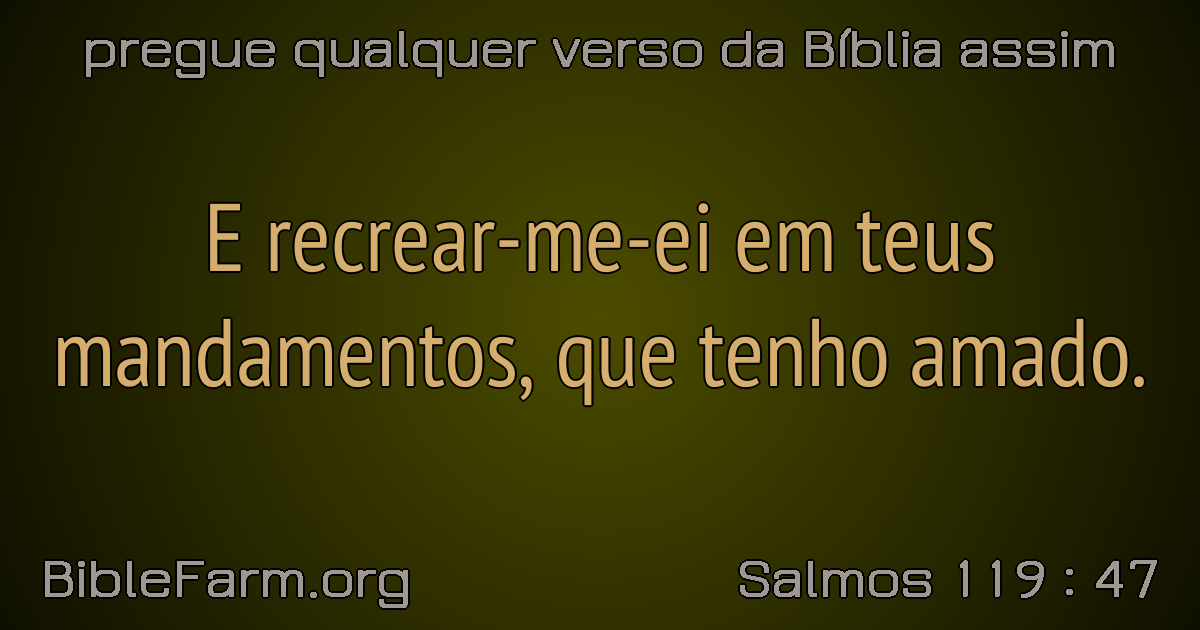 pregue qualquer verso da Bíblia assim
E recrear-me-ei em teus
mandamentos, que tenho amado.
BibleFarm.org
Salmos 119 : 47